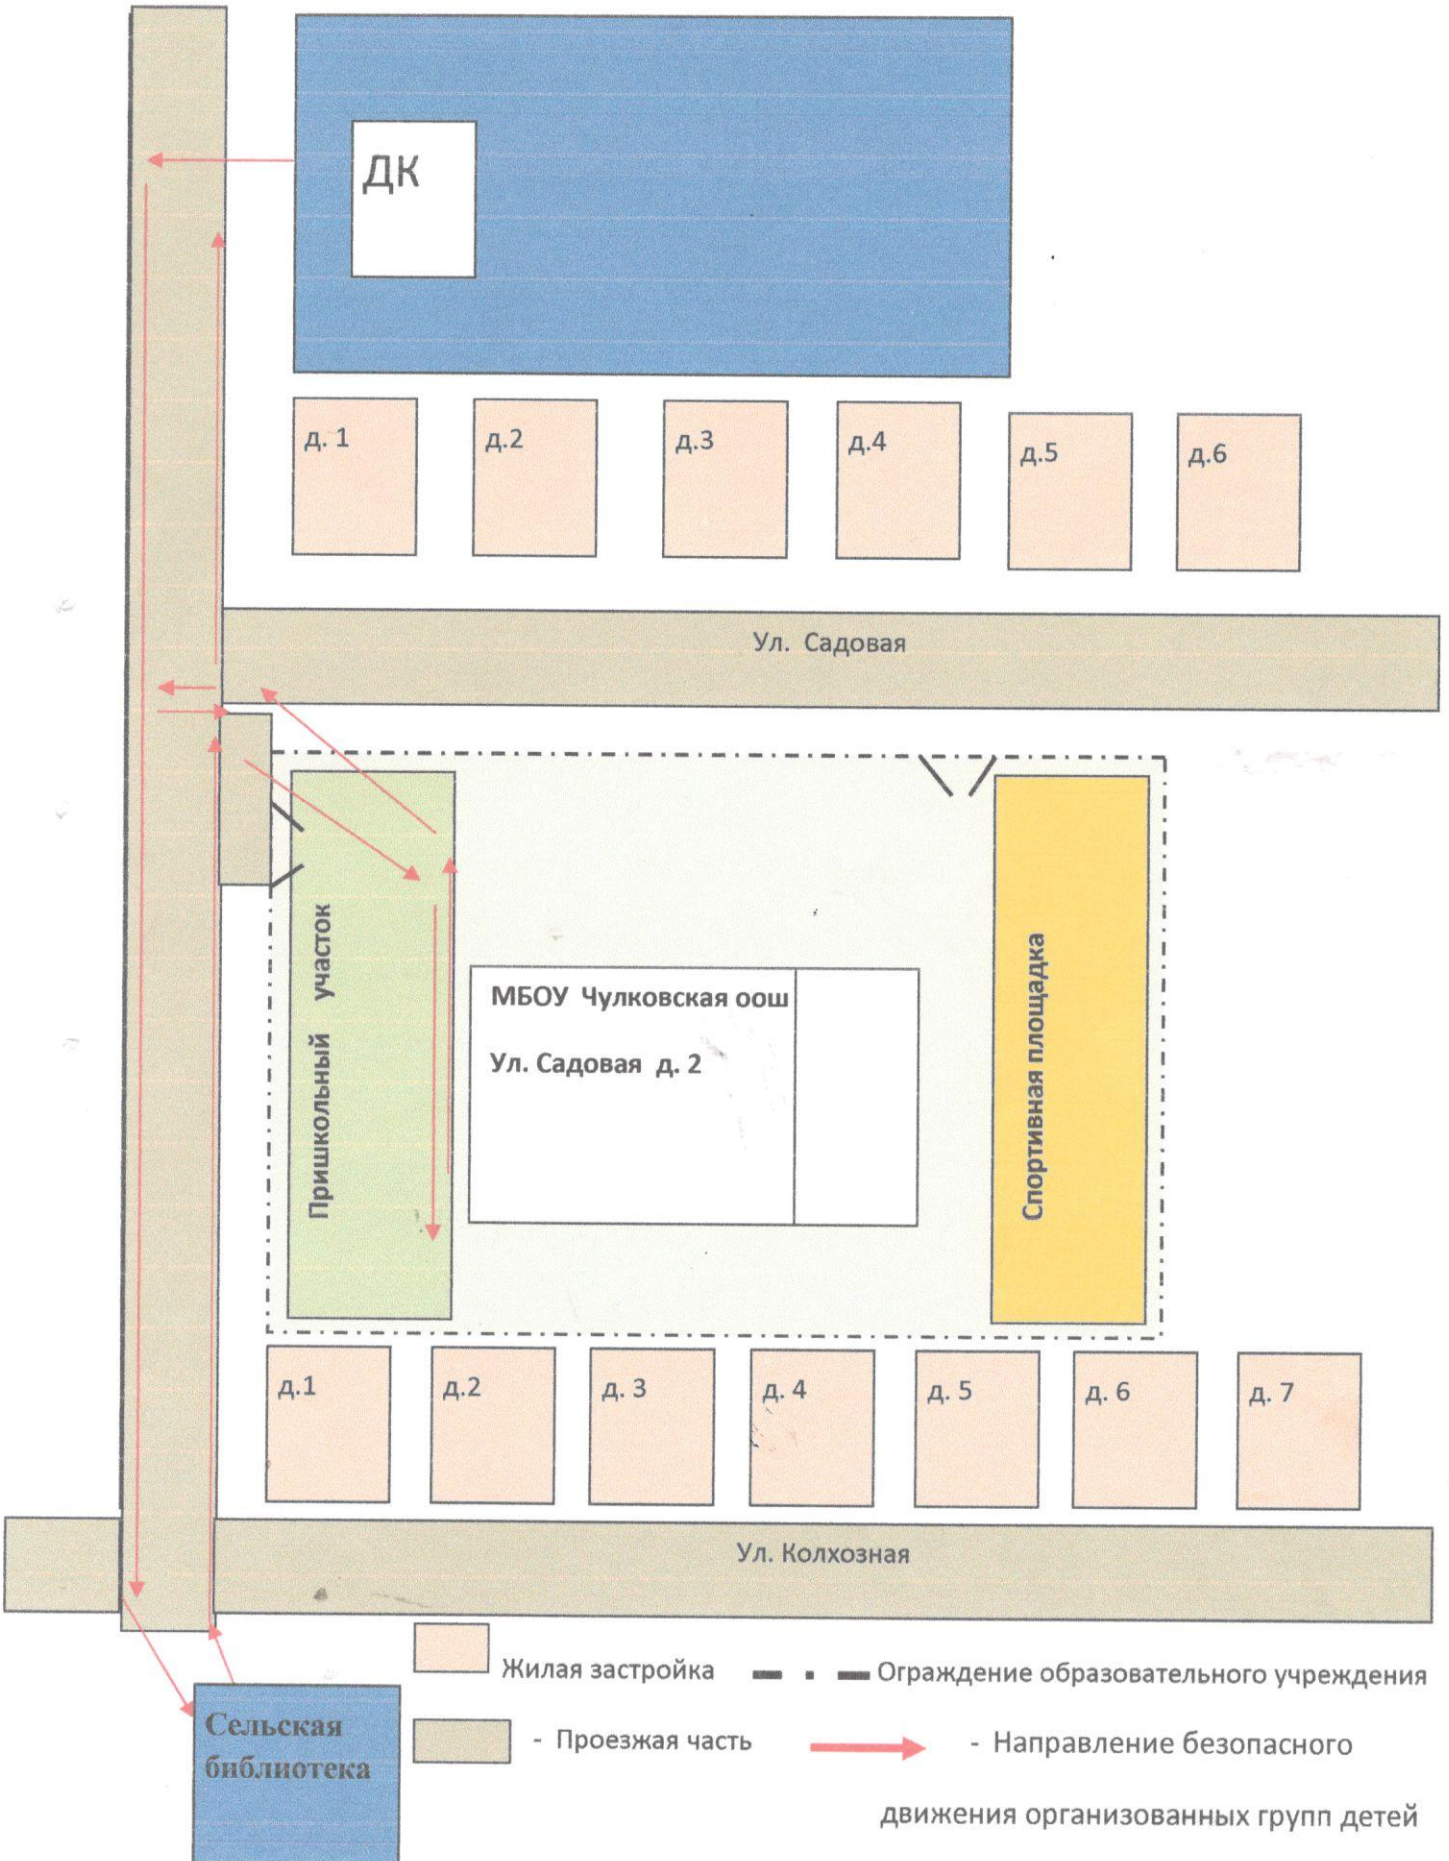 ДК
д. 1
д.2
д.3
д.4
д.5
д.6
Ул. Садовая
Пришкольный участок
МБОУ Чулковская оош
Ул. Садовая д. 2
Спортивная площадка
д.1
д.2
д. 3
д. 4
д. 5
д. 6
д. 7
Ул. Колхозная
Жилая застройка
Ограждение образовательного учреждения
Сельская
библиотека
- Проезжая часть
- Направление безопасного
движения организованных групп детей